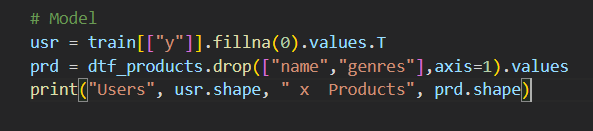 # Model
usr = train[["y"]].fillna(0).values.T
prd = dtf_products.drop(["name","genres"],axis=1).values
print("Users", usr.shape, " x  Products", prd.shape)